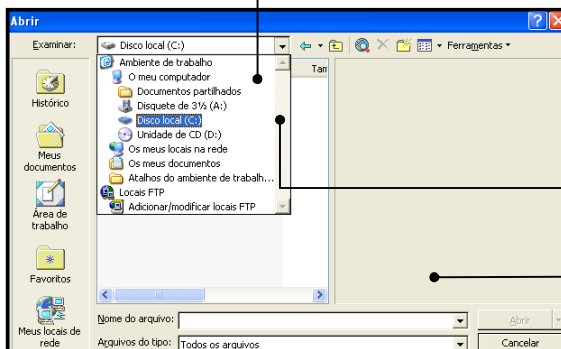 Abrir
Examinar:
Disco local (C:)
Ferramentas
Ambiente de trabalho
O meu computador
Documentos partilhados
Disquete de 3½ (A:)
Disco local (C:)
Unidade de CD (D:)
Os meus locais na rede
Os meus documentos
Atalhos do ambiente de trabalh...
Locais FTP
Adicionar/modificar locais FTP
Tam
Histórico
Meus
documentos
Área de
trabalho
Favoritos
Meus locais de
rede
Nome do arquivo:
Abrir
Arquivos do tipo:
Todos os arquivos
Cancelar